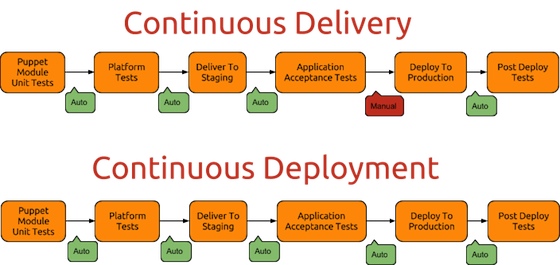 Continuous Delivery
Puppet
Module
Unit Tests
Platform
Tests
Deliver To
Staging
Application
Acceptance Tests
Deploy To
Production
Post Deploy
Tests
Auto
Auto
Auto
Manual
Auto
Continuous Deployment
Puppet
Module
Unit Tests
Platform
Tests
Deliver To
Staging
Application
Acceptance Tests
Deploy To
Production
Post Deploy
Tests
Auto
Auto
Auto
Auto
Auto